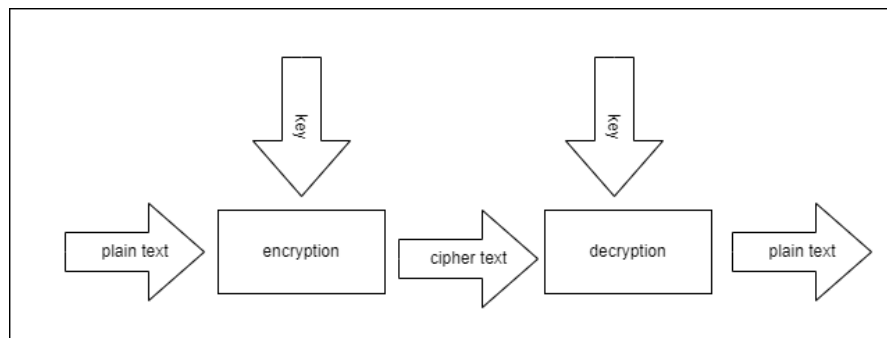 key
key
plain text
encryption
cipher text
decryption
plain text